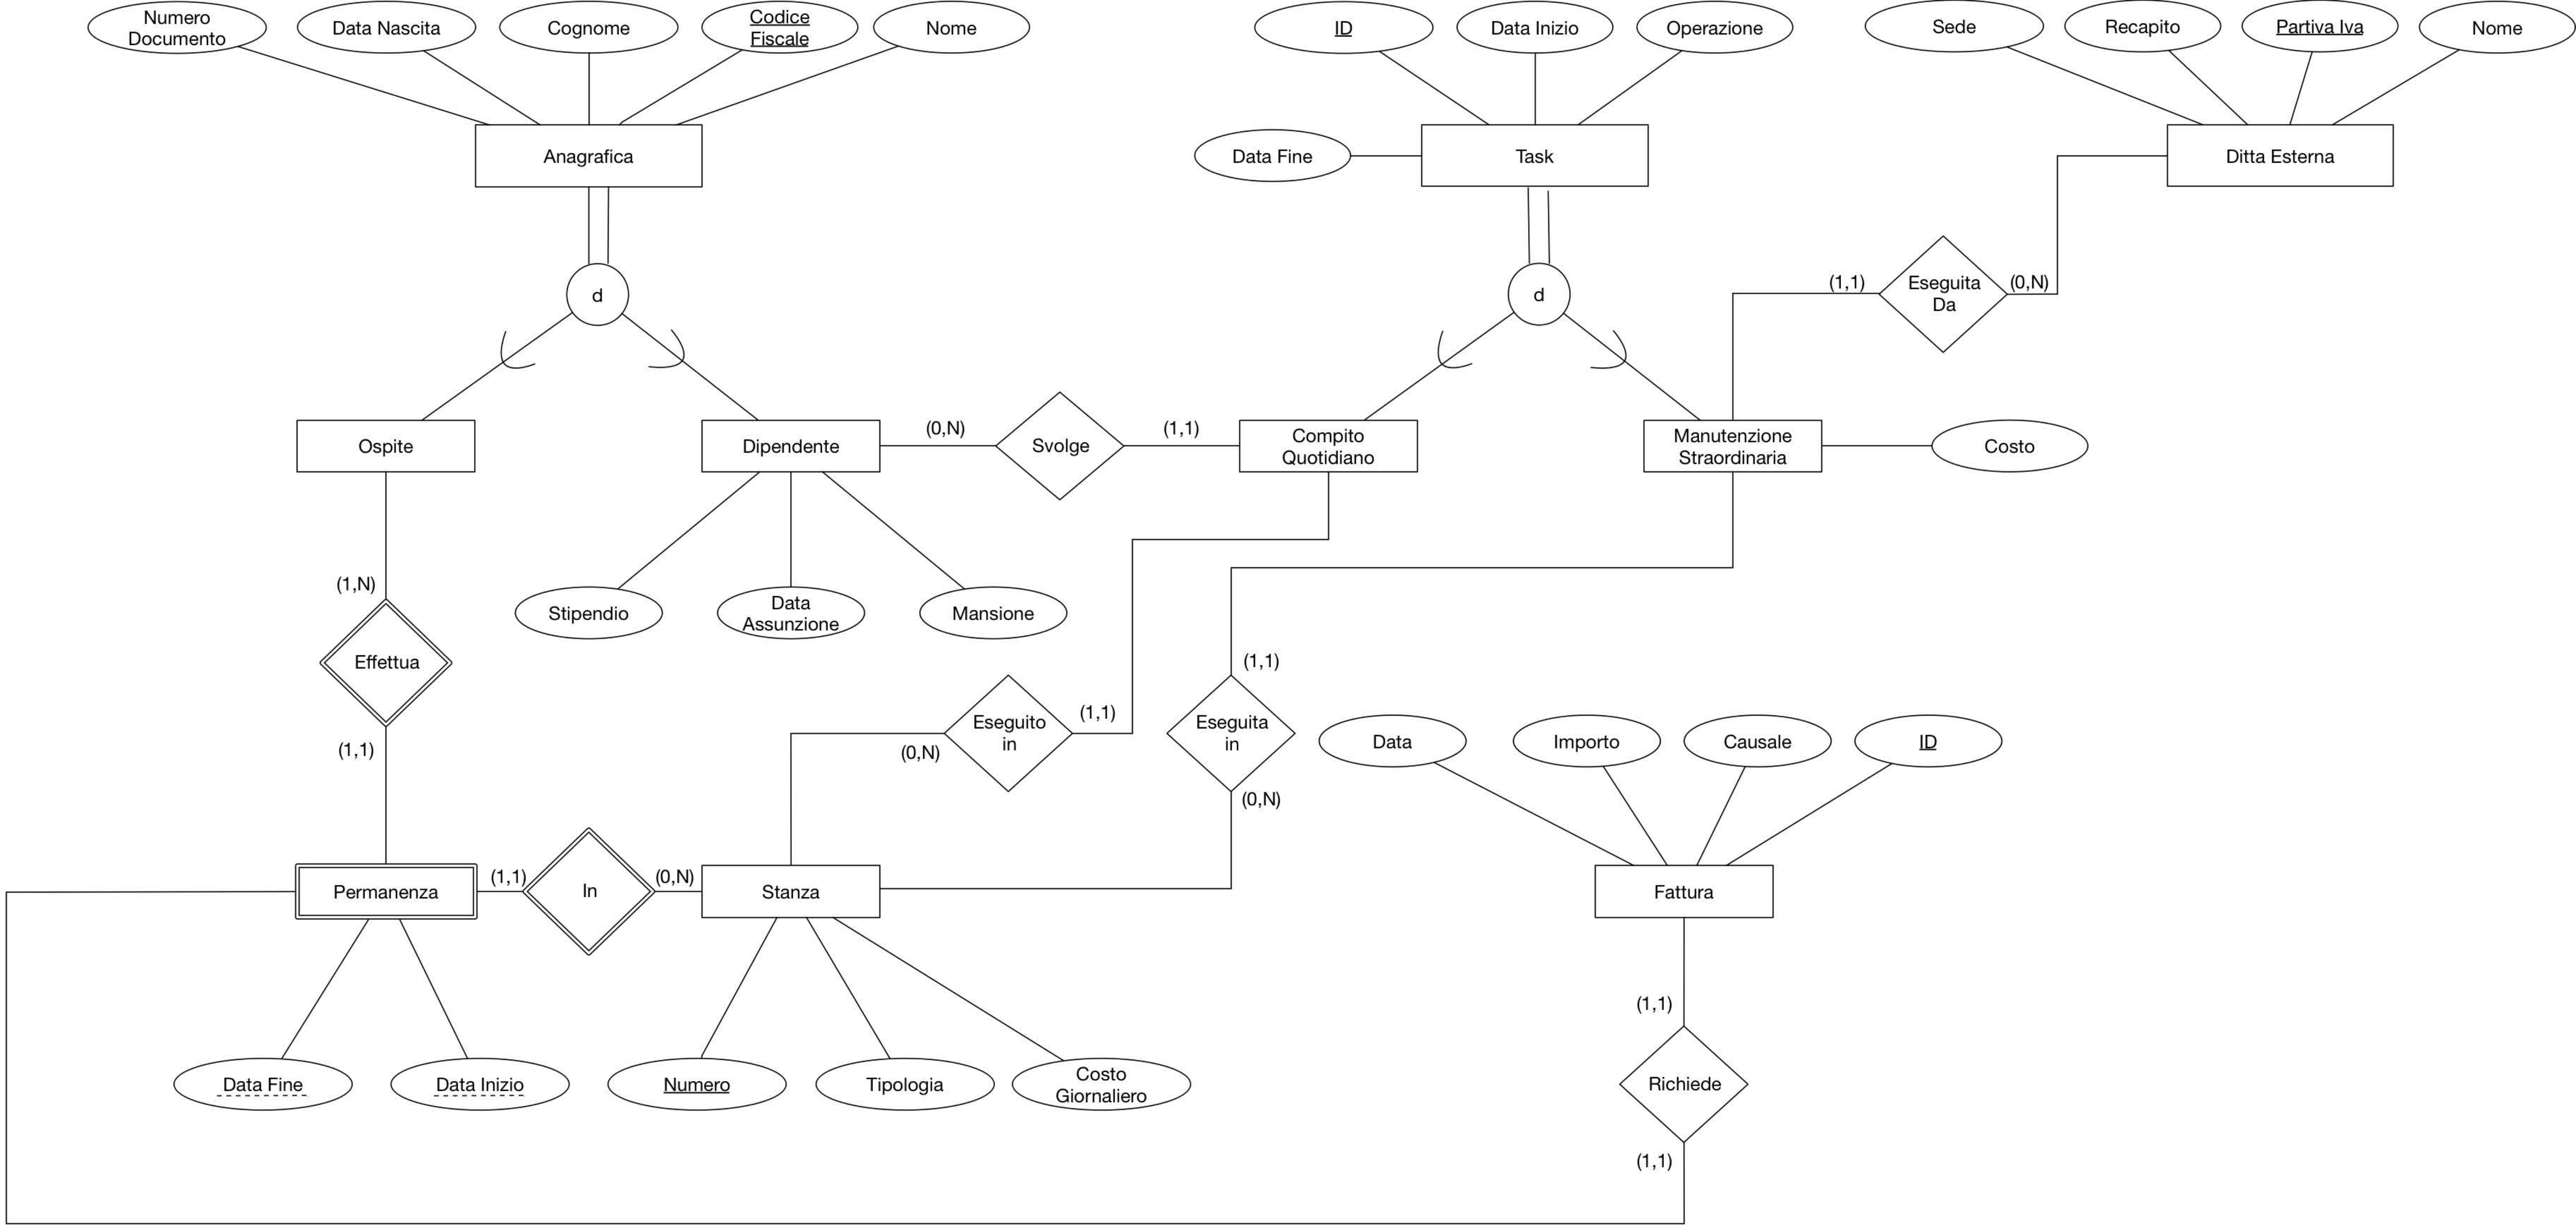 Numero
Documento
Data Nascita
Cognome
Codice
Fiscale
Nome
ID
Data Inizio
Operazione
Sede
Recapito
Partiva Iva
Nome
Anagrafica
Data Fine
Task
Ditta Esterna
d
d
(1,1)
Eseguita
Da
(0,N)
Ospite
Dipendente
(0,N)
Svolge
(1,1)
Compito
Quotidiano
Manutenzione
Straordinaria
Costo
(1,N)
Stipendio
Data
Assunzione
Mansione
Effettua
(1,1)
(1,1)
Eseguito
in
(1,1)
(0,N)
Eseguita
in
(0,N)
Data
Importo
Causale
ID
Permanenza
(1,1)
In
(0,N)
Stanza
Fattura
(1,1)
Data Fine
Data Inizio
Numero
Tipologia
Costo
Giornaliero
Richiede
(1,1)